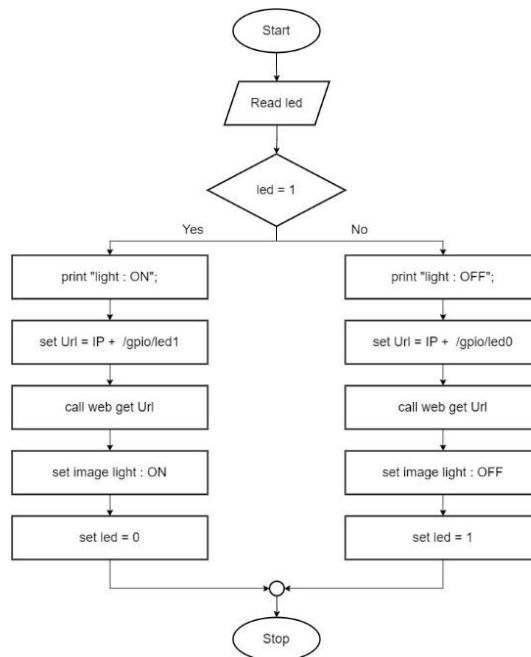 Start
Read led
led = 1
Yes
No
print "light : ON";
print "light : OFF";
set Url = IP +  /gpio/led1
set Url = IP +  /gpio/led0
call web get Url
call web get Url
set image light : ON
set image light : OFF
set led = 0
set led = 1
Stop